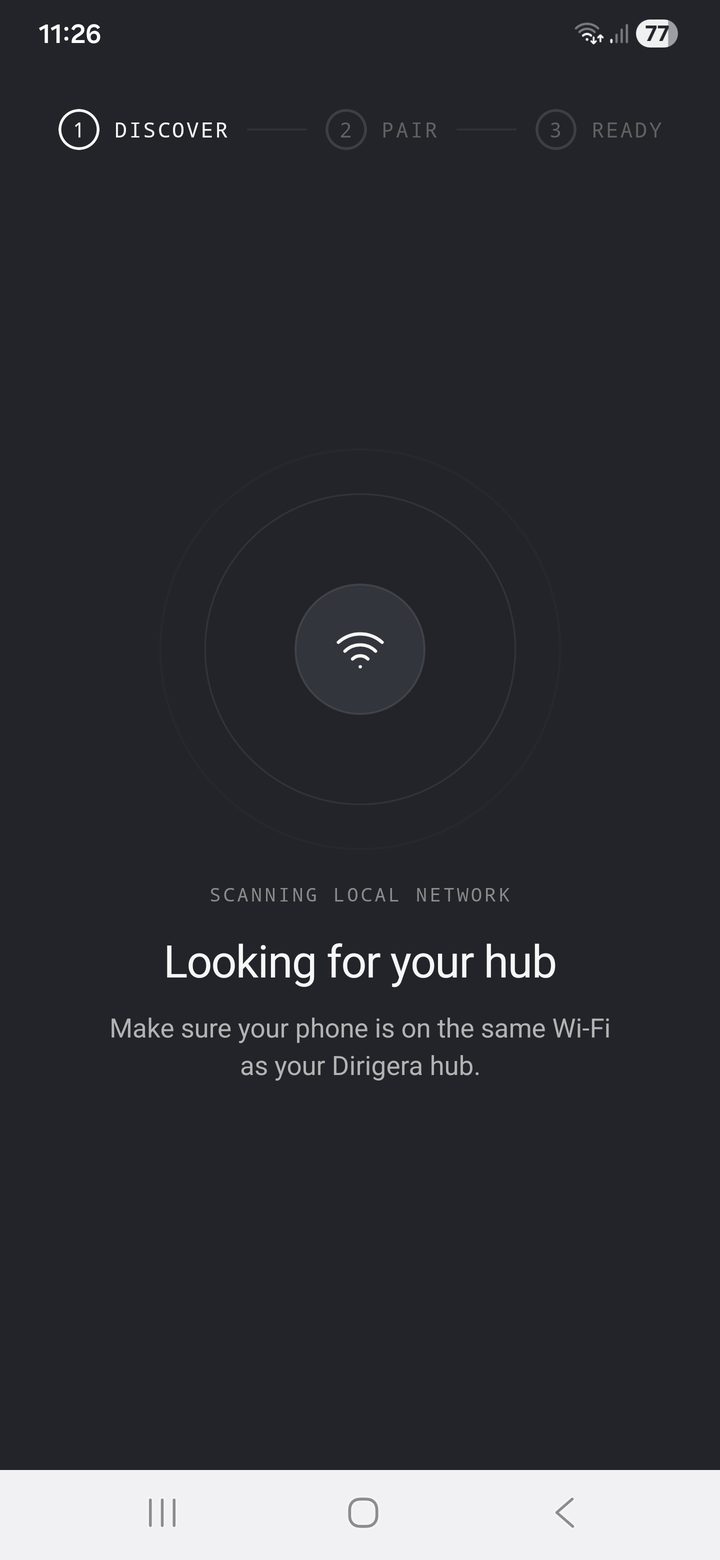 11:26
77
1 DISCOVER 2 PAIR 3 READY
SCANNING LOCAL NETWORK
Looking for your hub
Make sure your phone is on the same Wi-Fi
as your Dirigera hub.